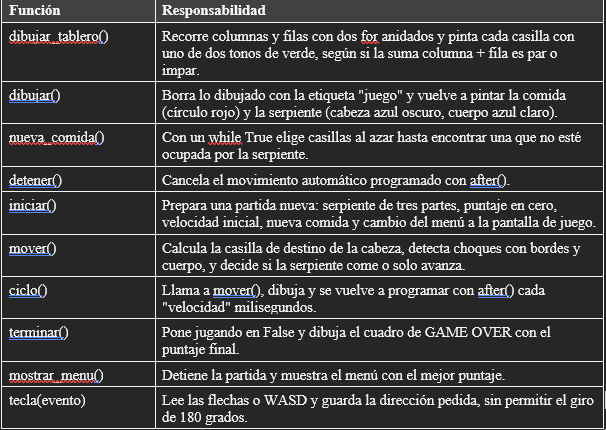 Función Responsabilidad
dibujar_tablero() Recorre columnas y filas con dos for anidados y pinta cada casilla con
uno de dos tonos de verde, según si la suma columna + fila es par o
impar.
dibujar() Borra lo dibujado con la etiqueta "juego" y vuelve a pintar la comida
(círculo rojo) y la serpiente (cabeza azul oscuro, cuerpo azul claro).
nueva_comida() Con un while True elige casillas al azar hasta encontrar una que no esté
ocupada por la serpiente.
detener() Cancela el movimiento automático programado con after().
iniciar() Prepara una partida nueva: serpiente de tres partes, puntaje en cero,
velocidad inicial, nueva comida y cambio del menú a la pantalla de juego.
mover() Calcula la casilla de destino de la cabeza, detecta choques con bordes y
cuerpo, y decide si la serpiente come o solo avanza.
ciclo() Llama a mover(), dibuja y se vuelve a programar con after() cada
"velocidad" milisegundos.
terminar() Pone jugando en False y dibuja el cuadro de GAME OVER con el
puntaje final.
mostrar_menu() Detiene la partida y muestra el menú con el mejor puntaje.
tecla(evento) Lee las flechas o WASD y guarda la dirección pedida, sin permitir el giro
de 180 grados.